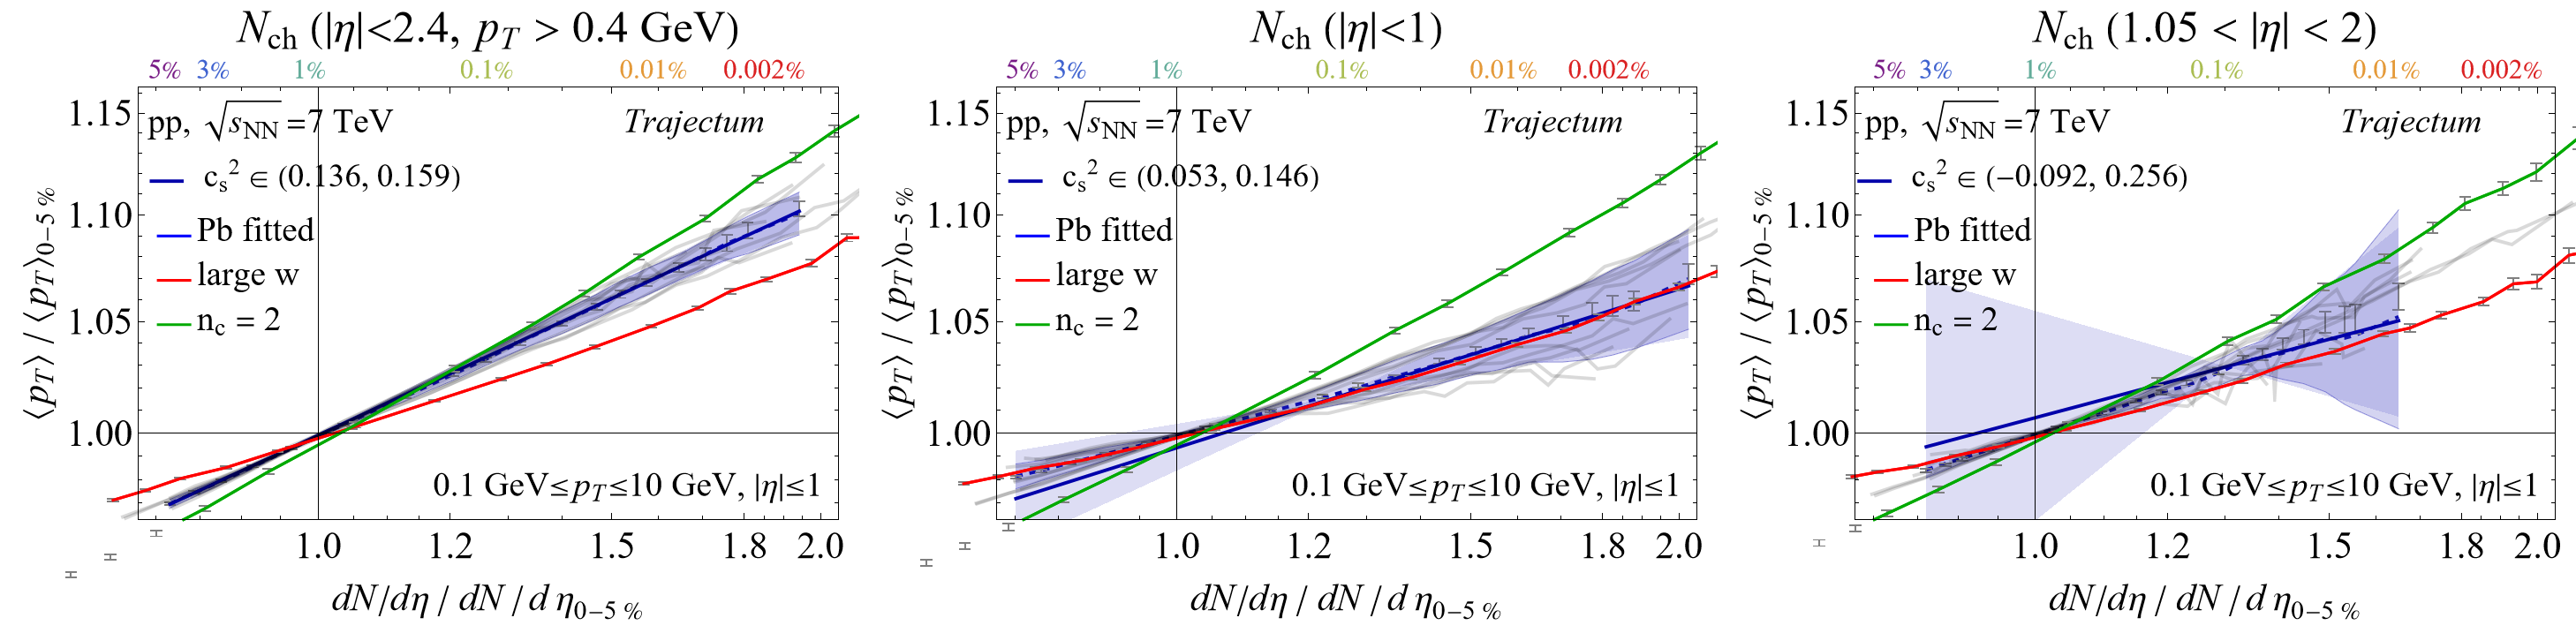 N_ch (|η|<2.4, p_T > 0.4 GeV)
5% 3% 1% 0.1% 0.01% 0.002%
1.15
1.10
1.05
1.00
⟨p_T⟩ / ⟨p_T⟩_0−5 %
pp, √s_NN =7 TeV
Trajectum
c_s² ∈ (0.136, 0.159)
Pb fitted
large w
n_c = 2
0.1 GeV≤p_T≤10 GeV, |η|≤1
1.0 1.2 1.5 1.8 2.0
dN/dη / dN/d η_0−5 %
N_ch (|η|<1)
5% 3% 1% 0.1% 0.01% 0.002%
1.15
1.10
1.05
1.00
⟨p_T⟩ / ⟨p_T⟩_0−5 %
pp, √s_NN =7 TeV
Trajectum
c_s² ∈ (0.053, 0.146)
Pb fitted
large w
n_c = 2
0.1 GeV≤p_T≤10 GeV, |η|≤1
1.0 1.2 1.5 1.8 2.0
dN/dη / dN/d η_0−5 %
N_ch (1.05 < |η| < 2)
5% 3% 1% 0.1% 0.01% 0.002%
1.15
1.10
1.05
1.00
⟨p_T⟩ / ⟨p_T⟩_0−5 %
pp, √s_NN =7 TeV
Trajectum
c_s² ∈ (−0.092, 0.256)
Pb fitted
large w
n_c = 2
0.1 GeV≤p_T≤10 GeV, |η|≤1
1.0 1.2 1.5 1.8 2.0
dN/dη / dN/d η_0−5 %